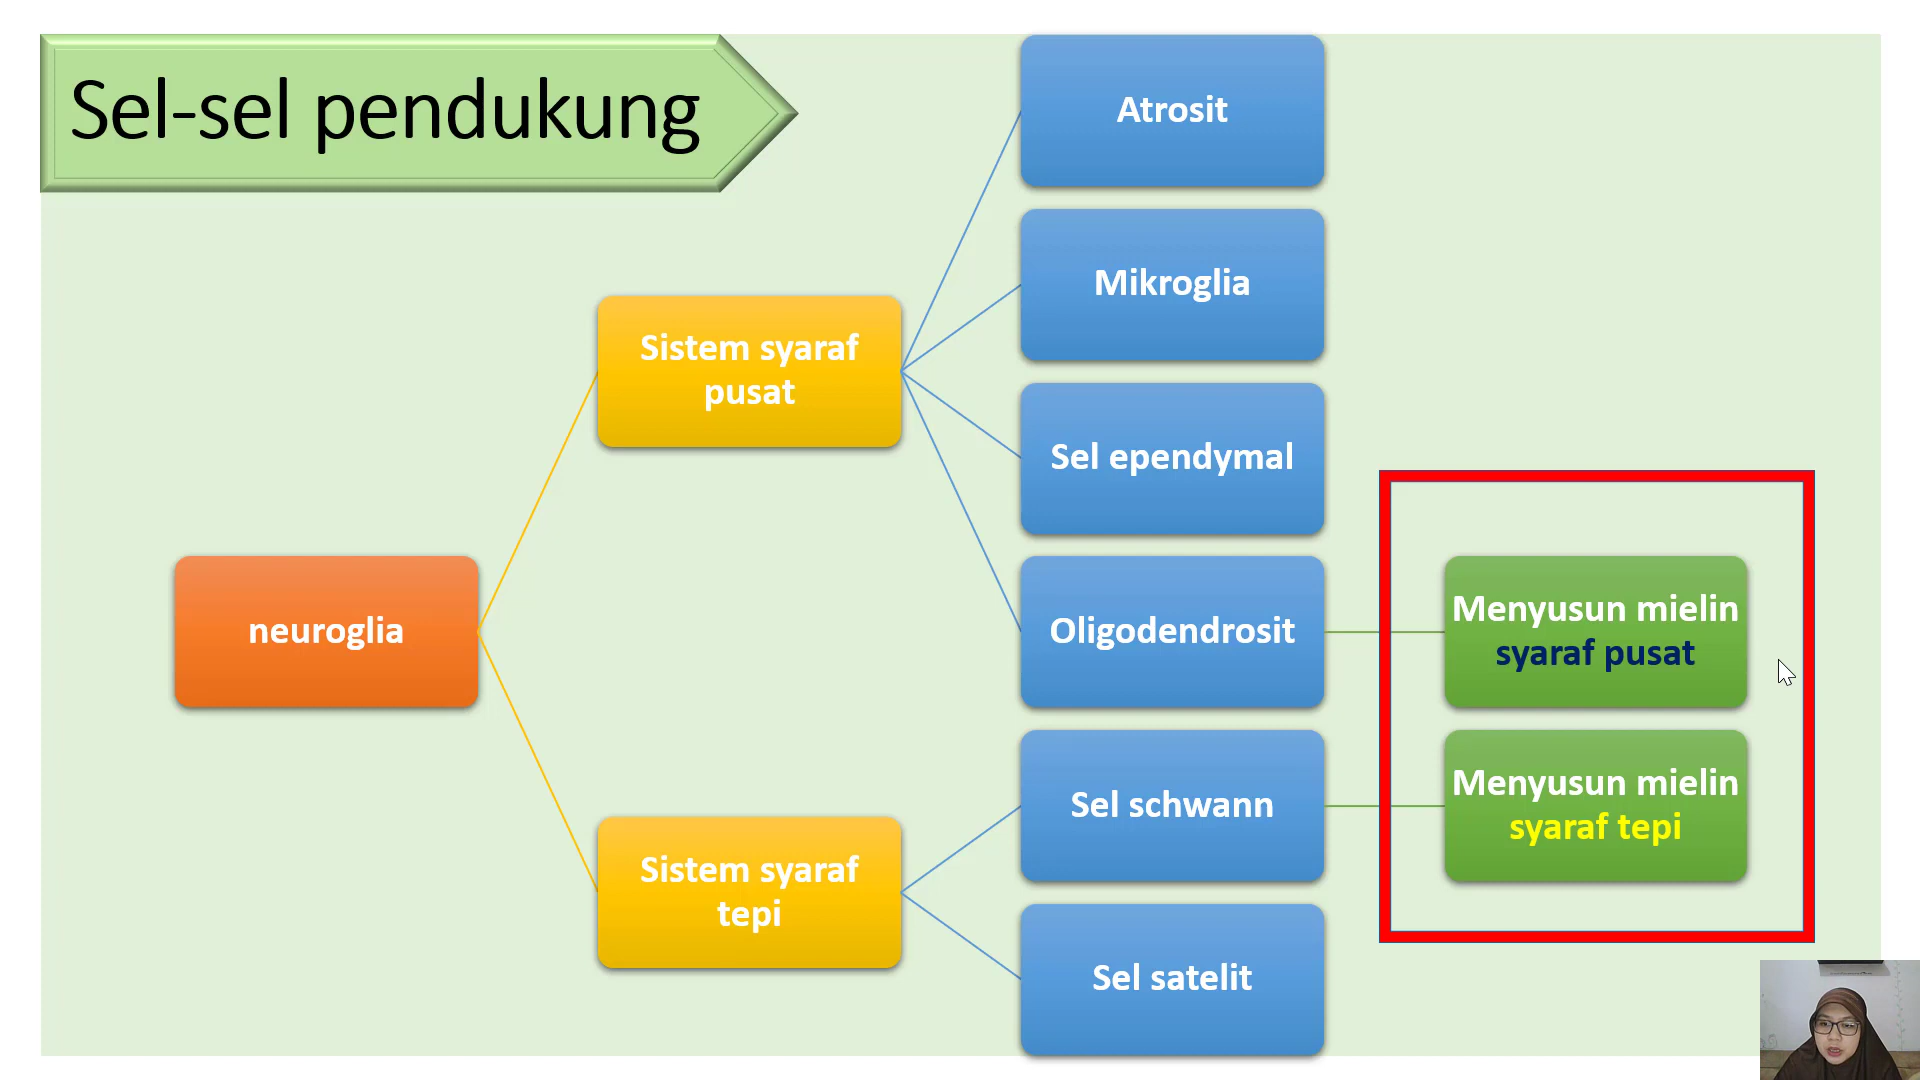 Sel-sel pendukung
Atrosit
Mikroglia
Sistem syaraf
pusat
Sel ependymal
neuroglia
Oligodendrosit
Menyusun mielin
syaraf pusat
Sel schwann
Menyusun mielin
syaraf tepi
Sistem syaraf
tepi
Sel satelit